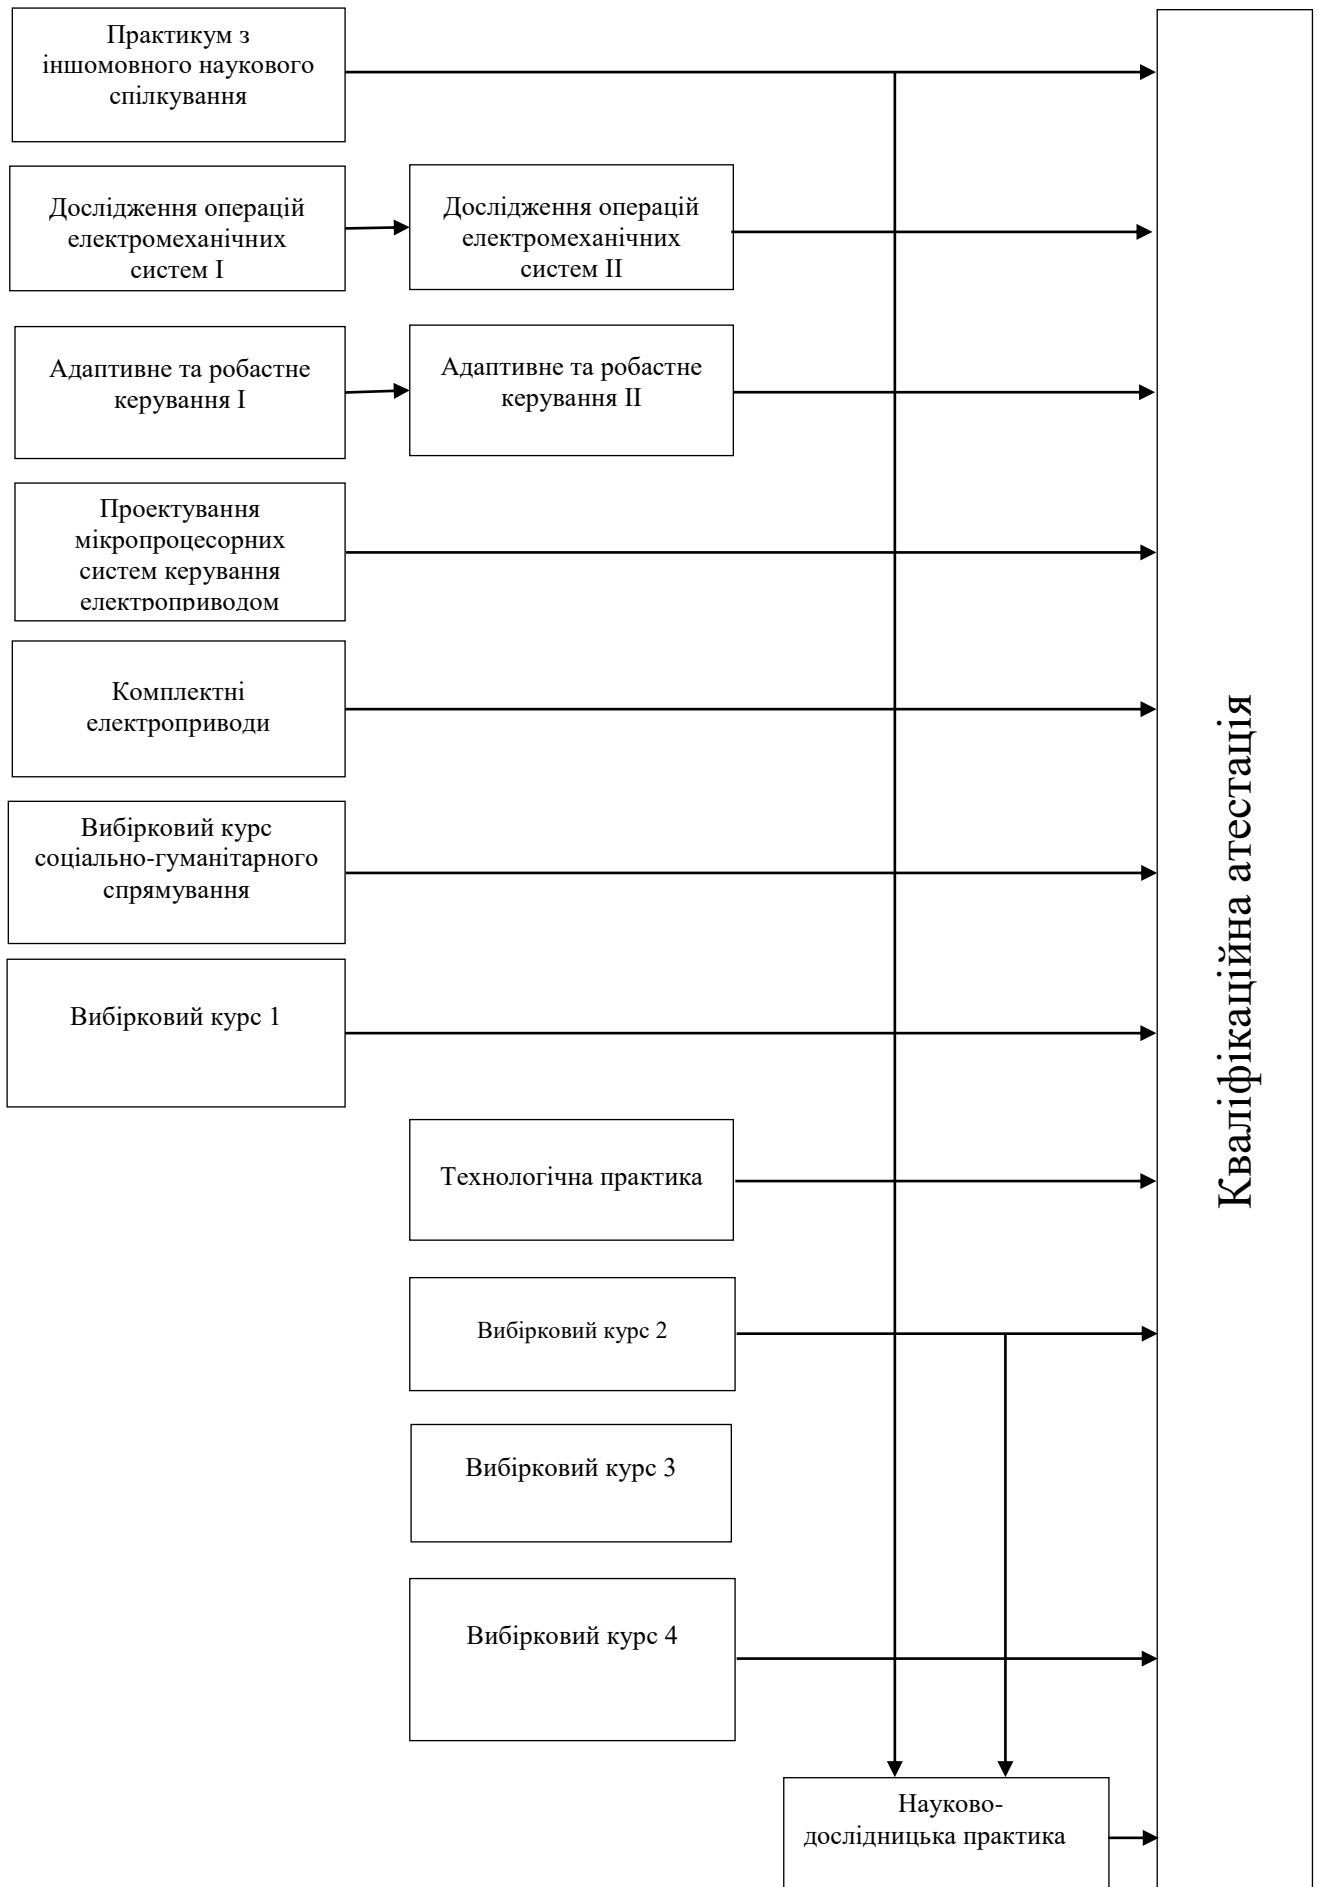 Практикум з
іншомовного наукового
спілкування
Дослідження операцій
електромеханічних
систем І
Дослідження операцій
електромеханічних
систем ІІ
Адаптивне та робастне
керування І
Адаптивне та робастне
керування ІІ
Проектування
мікропроцесорних
систем керування
електроприводом
Комплектні
електроприводи
Вибірковий курс
соціально-гуманітарного
спрямування
Вибірковий курс 1
Технологічна практика
Вибірковий курс 2
Вибірковий курс 3
Вибірковий курс 4
Науково-
дослідницька практика
Кваліфікаційна атестація